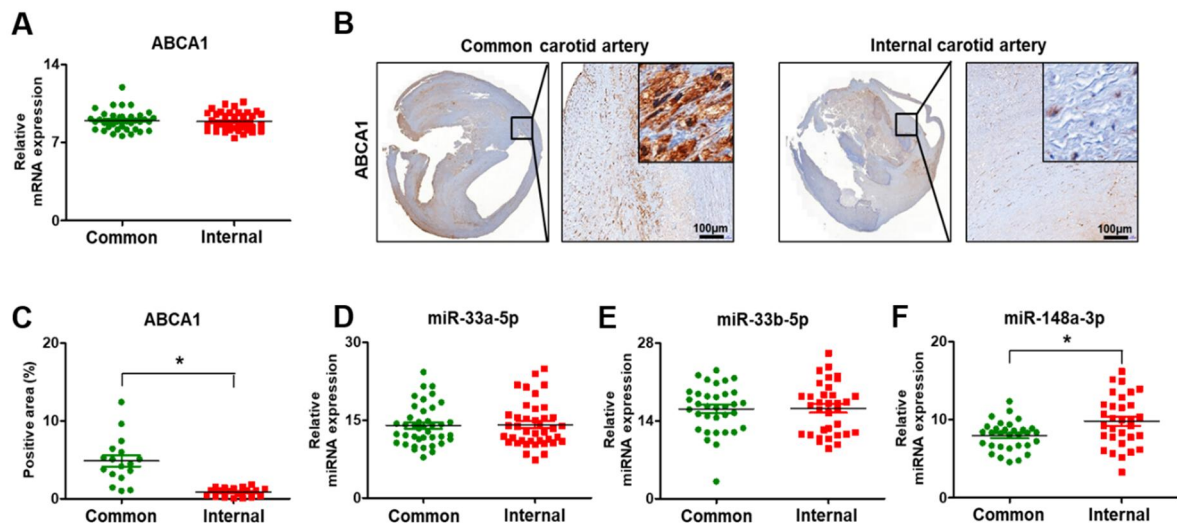 A
ABCA1
Relative
mRNA expression
14
7
0
Common
Internal
B
Common carotid artery
Internal carotid artery
ABCA1
100µm
100µm
C
ABCA1
Positive area (%)
20
10
0
*
Common
Internal
D
miR-33a-5p
Relative
miRNA expression
30
15
0
Common
Internal
E
miR-33b-5p
Relative
miRNA expression
28
14
0
Common
Internal
F
miR-148a-3p
Relative
miRNA expression
20
10
0
*
Common
Internal